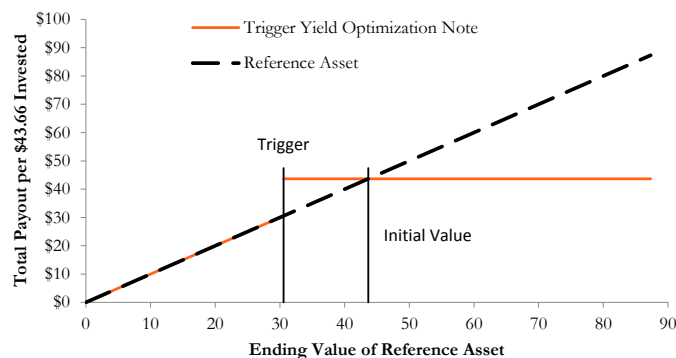 $100
$90
$80
$70
$60
$50
$40
$30
$20
$10
$0
Total Payout per $43.66 Invested
Trigger Yield Optimization Note
Reference Asset
Trigger
Initial Value
0 10 20 30 40 50 60 70 80 90
Ending Value of Reference Asset